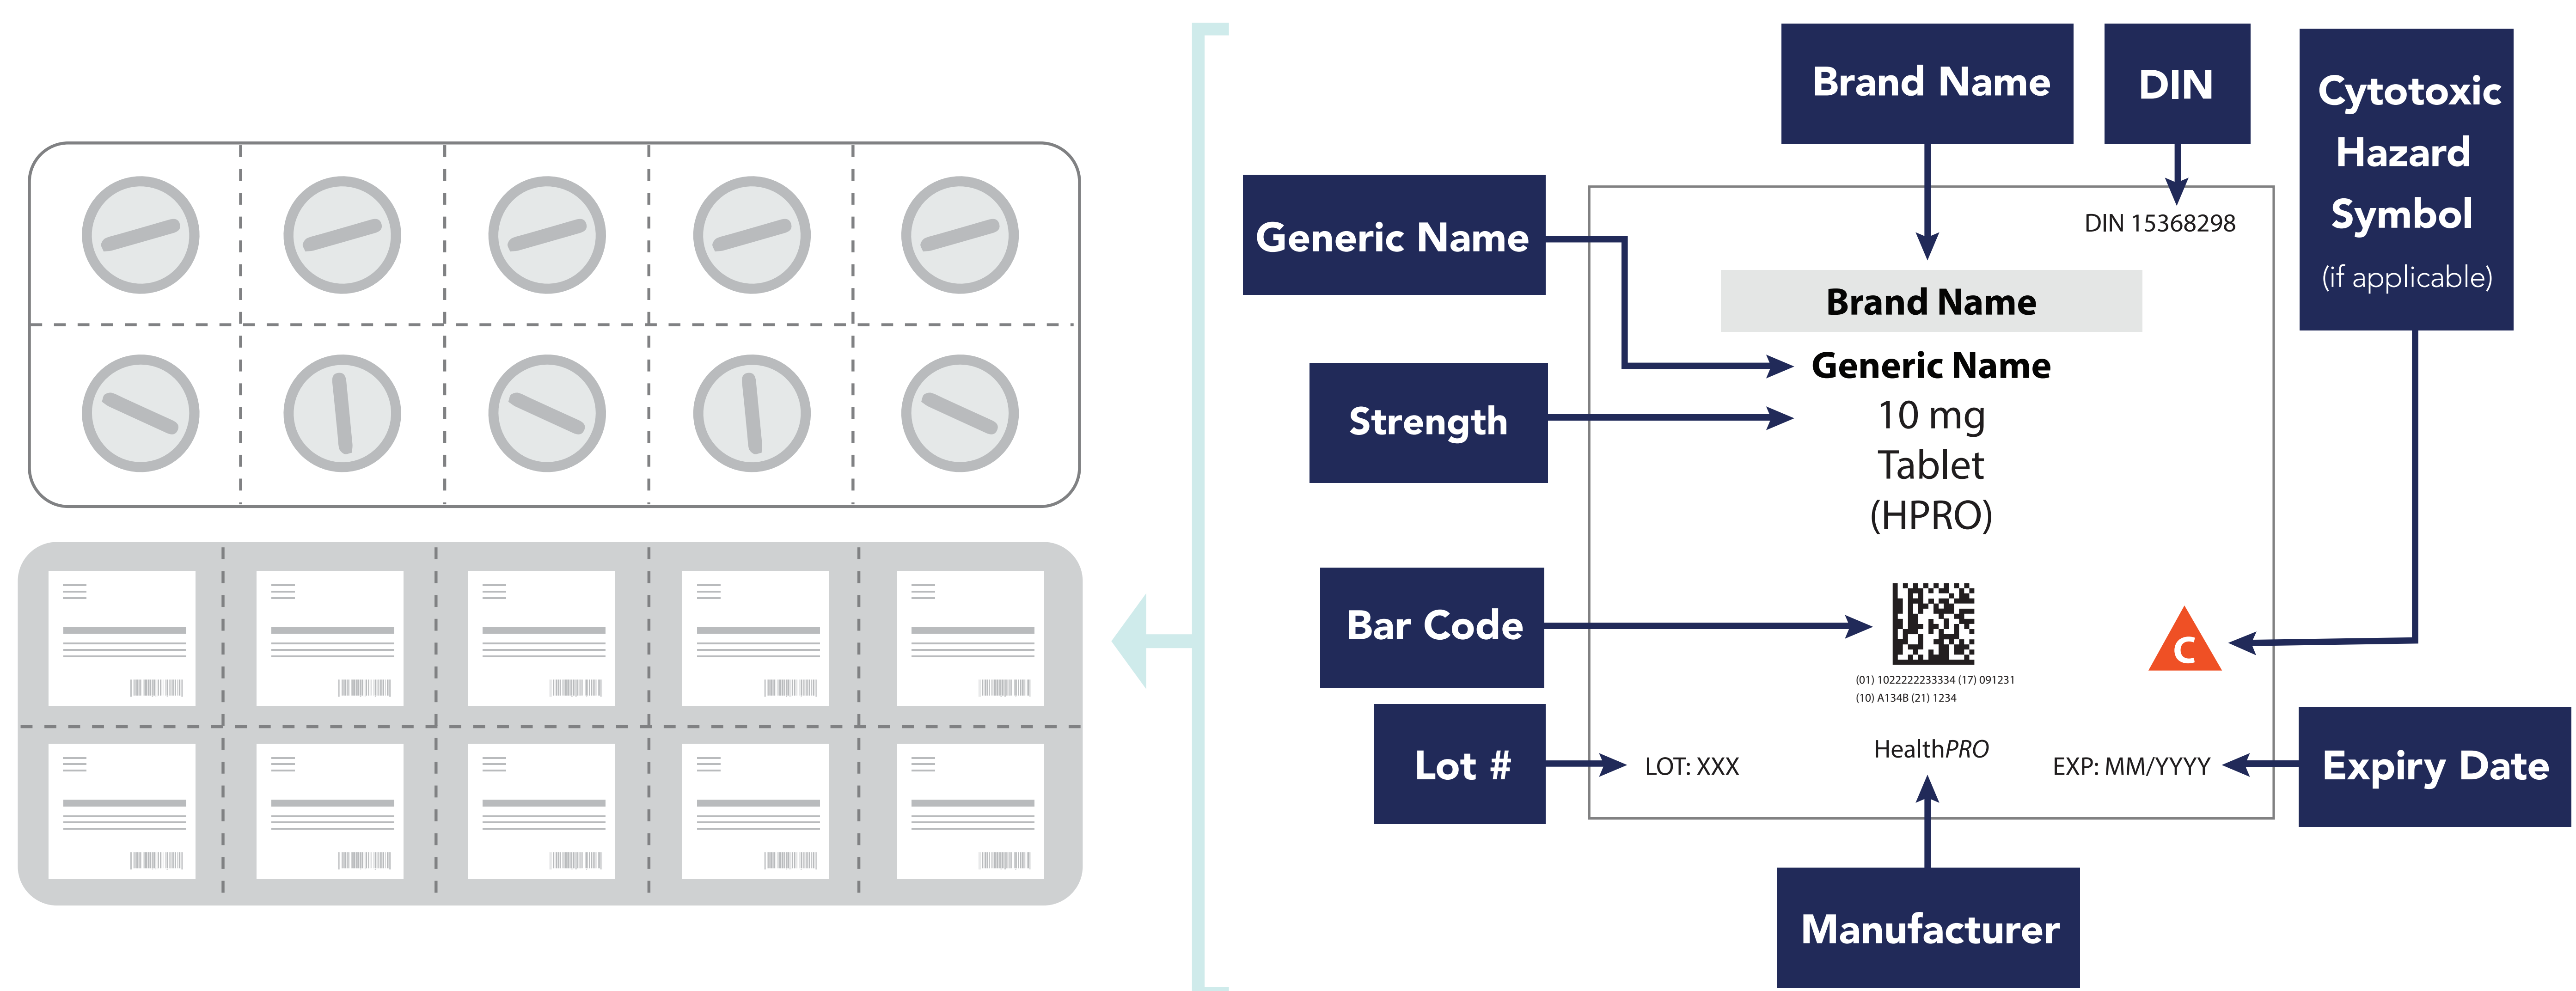 Brand Name
DIN
Cytotoxic
Hazard
Symbol
(if applicable)
Generic Name
DIN 15368298
Brand Name
Generic Name
Strength
10 mg
Tablet
(HPRO)
Bar Code
C
(01) 1022222233334 (17) 091231
(10) A134B (21) 1234
Lot #
LOT: XXX
HealthPRO
EXP: MM/YYYY
Expiry Date
Manufacturer